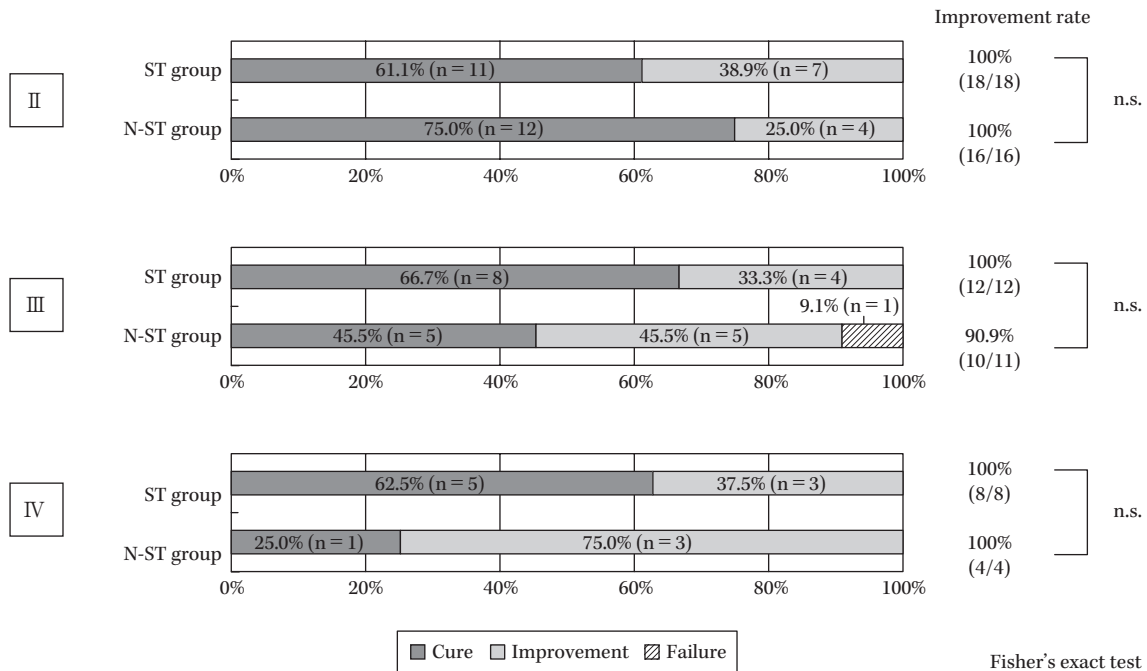 Improvement rate
II
ST group
61.1% (n = 11)
38.9% (n = 7)
100%
(18/18)
n.s.
N-ST group
75.0% (n = 12)
25.0% (n = 4)
100%
(16/16)
0% 20% 40% 60% 80% 100%
III
ST group
66.7% (n = 8)
33.3% (n = 4)
100%
(12/12)
n.s.
9.1% (n = 1)
N-ST group
45.5% (n = 5)
45.5% (n = 5)
90.9%
(10/11)
0% 20% 40% 60% 80% 100%
IV
ST group
62.5% (n = 5)
37.5% (n = 3)
100%
(8/8)
n.s.
N-ST group
25.0% (n = 1)
75.0% (n = 3)
100%
(4/4)
0% 20% 40% 60% 80% 100%
Cure Improvement Failure
Fisher's exact test